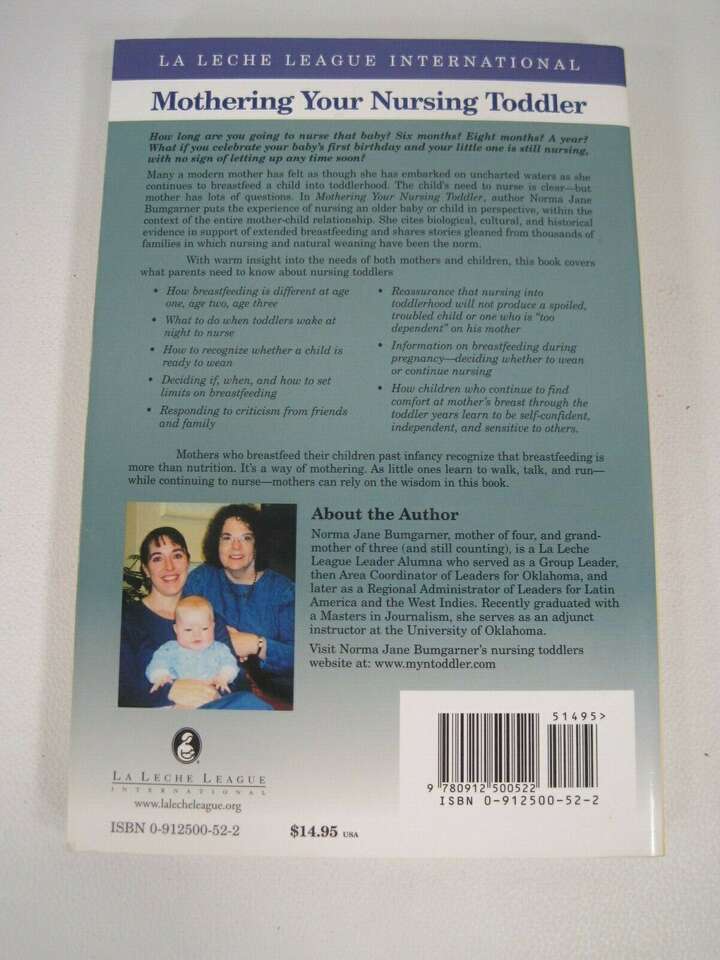 LA LECHE LEAGUE INTERNATIONAL
Mothering Your Nursing Toddler
How long are you going to nurse that baby? Six months? Eight months? A year?
What if you celebrate your baby's first birthday and your little one is still nursing,
with no sign of letting up any time soon?
Many a modern mother has felt as though she has embarked on uncharted waters as she
continues to breastfeed a child into toddlerhood. The child's need to nurse is clear—but
mother has lots of questions. In Mothering Your Nursing Toddler, author Norma Jane
Bumgarner puts the experience of nursing an older baby or child in perspective, within the
context of the entire mother-child relationship. She cites biological, cultural, and historical
evidence in support of extended breastfeeding and shares stories gleaned from thousands of
families in which nursing and natural weaning have been the norm.
With warm insight into the needs of both mothers and children, this book covers
what parents need to know about nursing toddlers
• How breastfeeding is different at age
one, age two, age three
• What to do when toddlers wake at
night to nurse
• How to recognize whether a child is
ready to wean
• Deciding if, when, and how to set
limits on breastfeeding
• Responding to criticism from friends
and family
• Reassurance that nursing into
toddlerhood will not produce a spoiled,
troubled child or one who is "too
dependent" on his mother
• Information on breastfeeding during
pregnancy—deciding whether to wean
or continue nursing
• How children who continue to find
comfort at mother's breast through the
toddler years learn to be self-confident,
independent, and sensitive to others.
Mothers who breastfeed their children past infancy recognize that breastfeeding is
more than nutrition. It's a way of mothering. As little ones learn to walk, talk, and run—
while continuing to nurse—mothers can rely on the wisdom in this book.
About the Author
Norma Jane Bumgarner, mother of four, and grand-
mother of three (and still counting), is a La Leche
League Leader Alumna who served as a Group Leader,
then Area Coordinator of Leaders for Oklahoma, and
later as a Regional Administrator of Leaders for Latin
America and the West Indies. Recently graduated with
a Masters in Journalism, she serves as an adjunct
instructor at the University of Oklahoma.
Visit Norma Jane Bumgarner's nursing toddlers
website at: www.myntoddler.com
LA LECHE LEAGUE
INTERNATIONAL
www.lalecheleague.org
ISBN 0-912500-52-2
$14.95 USA
51495>
9 780912 500522
ISBN 0-912500-52-2